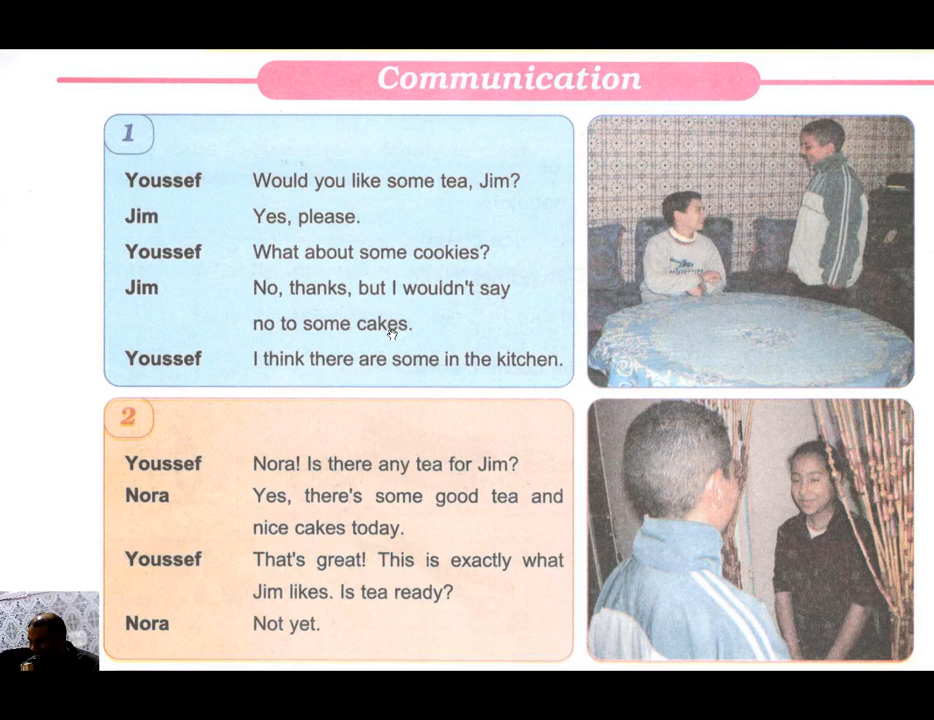 Communication
1
Youssef Would you like some tea, Jim?
Jim Yes, please.
Youssef What about some cookies?
Jim No, thanks, but I wouldn't say
no to some cakes.
Youssef I think there are some in the kitchen.
2
Youssef Nora! Is there any tea for Jim?
Nora Yes, there's some good tea and
nice cakes today.
Youssef That's great! This is exactly what
Jim likes. Is tea ready?
Nora Not yet.